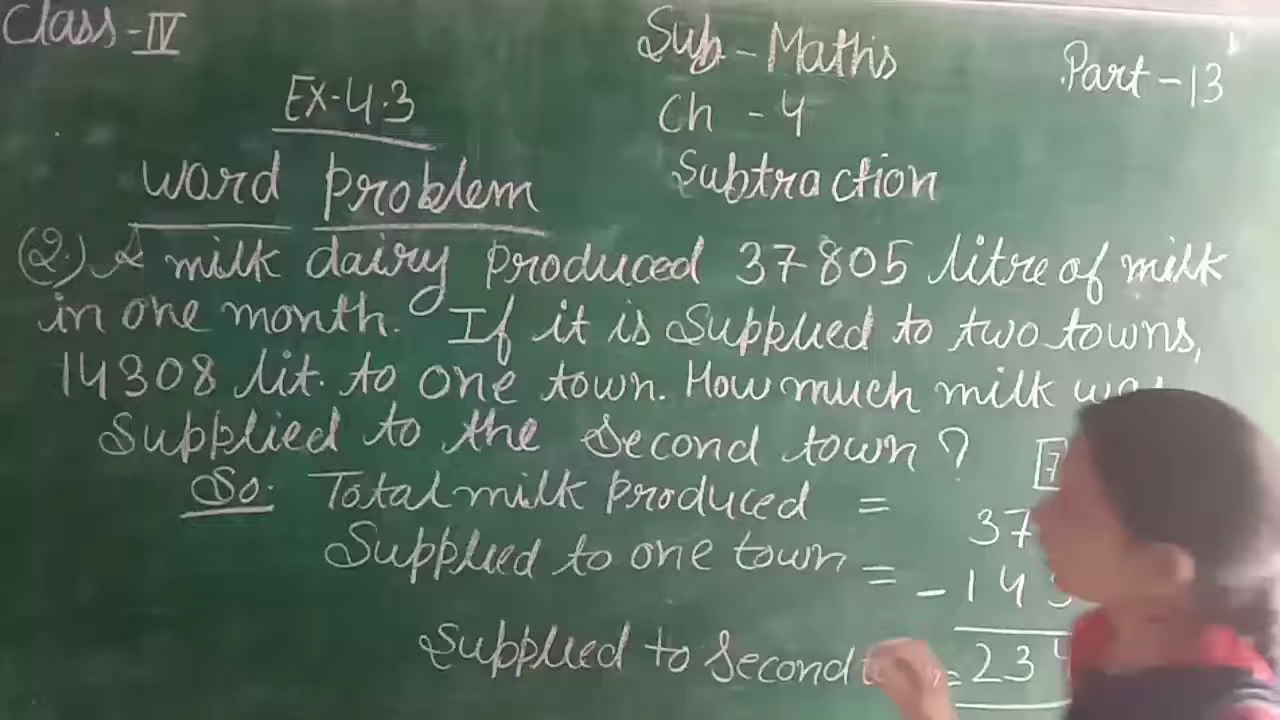 Class-IV
Sub - Maths
Part-13
Ex-4.3
Ch - 4
word problem
Subtraction
(2.) A milk dairy produced 37805 litre of milk
in one month. If it is Supplied to two towns,
14308 lit. to one town. How much milk
Supplied to the Second town?
So. Total milk produced = 37
Supplied to one town = -143
Supplied to Second = 234